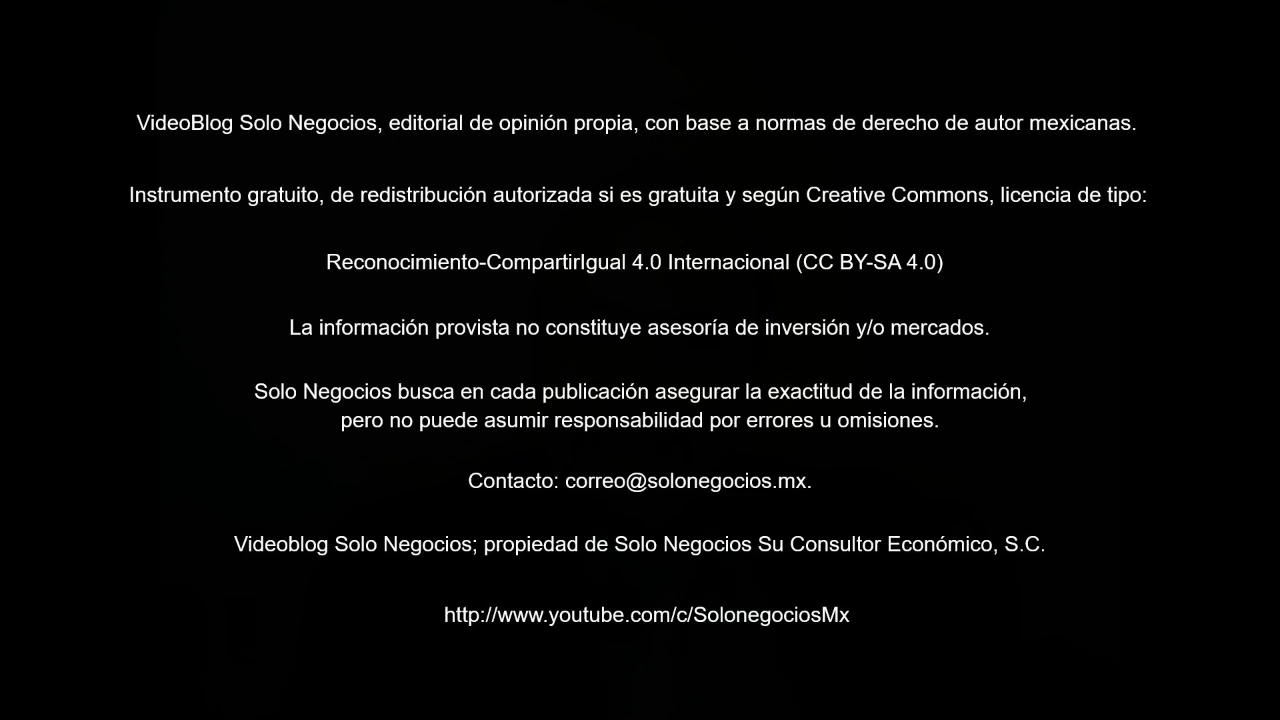 VideoBlog Solo Negocios, editorial de opinión propia, con base a normas de derecho de autor mexicanas.
Instrumento gratuito, de redistribución autorizada si es gratuita y según Creative Commons, licencia de tipo:
Reconocimiento-CompartirIgual 4.0 Internacional (CC BY-SA 4.0)
La información provista no constituye asesoría de inversión y/o mercados.
Solo Negocios busca en cada publicación asegurar la exactitud de la información,
pero no puede asumir responsabilidad por errores u omisiones.
Contacto: correo@solonegocios.mx.
Videoblog Solo Negocios; propiedad de Solo Negocios Su Consultor Económico, S.C.
http://www.youtube.com/c/SolonegociosMx